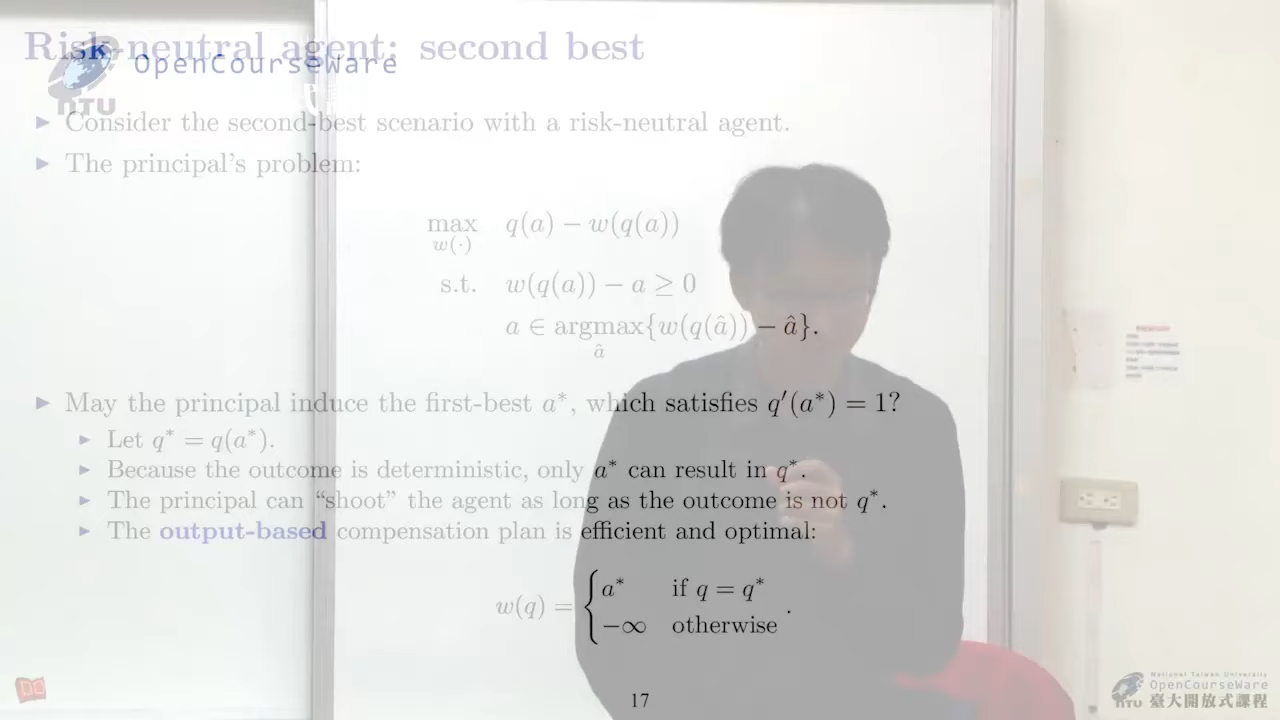 Risk-neutral agent: second best
OpenCourseWare
NTU
▶ Consider the second-best scenario with a risk-neutral agent.
▶ The principal's problem:
max q(a) − w(q(a))
w(·)
s.t. w(q(a)) − a ≥ 0
a ∈ argmax{w(q(â)) − â}.
â
▶ May the principal induce the first-best a*, which satisfies q′(a*) = 1?
▶ Let q* = q(a*).
▶ Because the outcome is deterministic, only a* can result in q*.
▶ The principal can “shoot” the agent as long as the outcome is not q*.
▶ The output-based compensation plan is efficient and optimal:
w(q) = { a* if q = q*
−∞ otherwise .
17
National Taiwan University
OpenCourseWare
NTU 臺大開放式課程